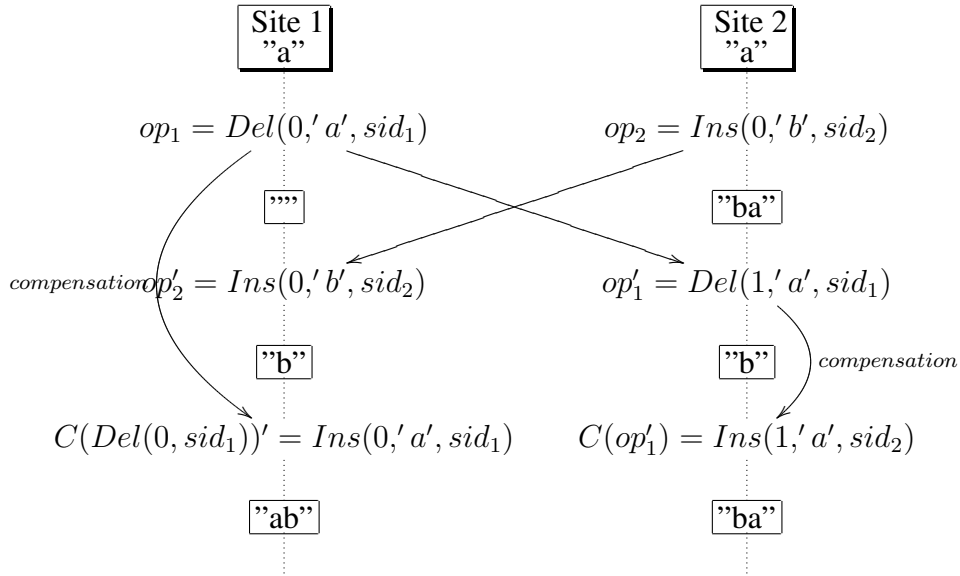 Site 1
"a"
Site 2
"a"
op₁ = Del(0,′ a′, sid₁)
op₂ = Ins(0,′ b′, sid₂)
""
"ba"
compensation
op′₂ = Ins(0,′ b′, sid₂)
op′₁ = Del(1,′ a′, sid₁)
"b"
"b"
compensation
C(Del(0, sid₁))′ = Ins(0,′ a′, sid₁)
C(op′₁) = Ins(1,′ a′, sid₂)
"ab"
"ba"